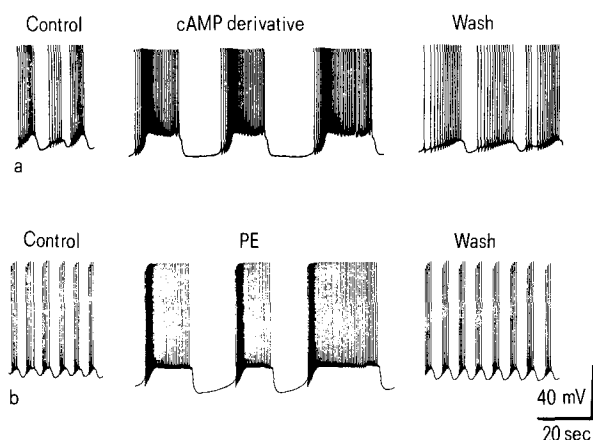 Control cAMP derivative Wash
a
Control PE Wash
b
40 mV
20 sec